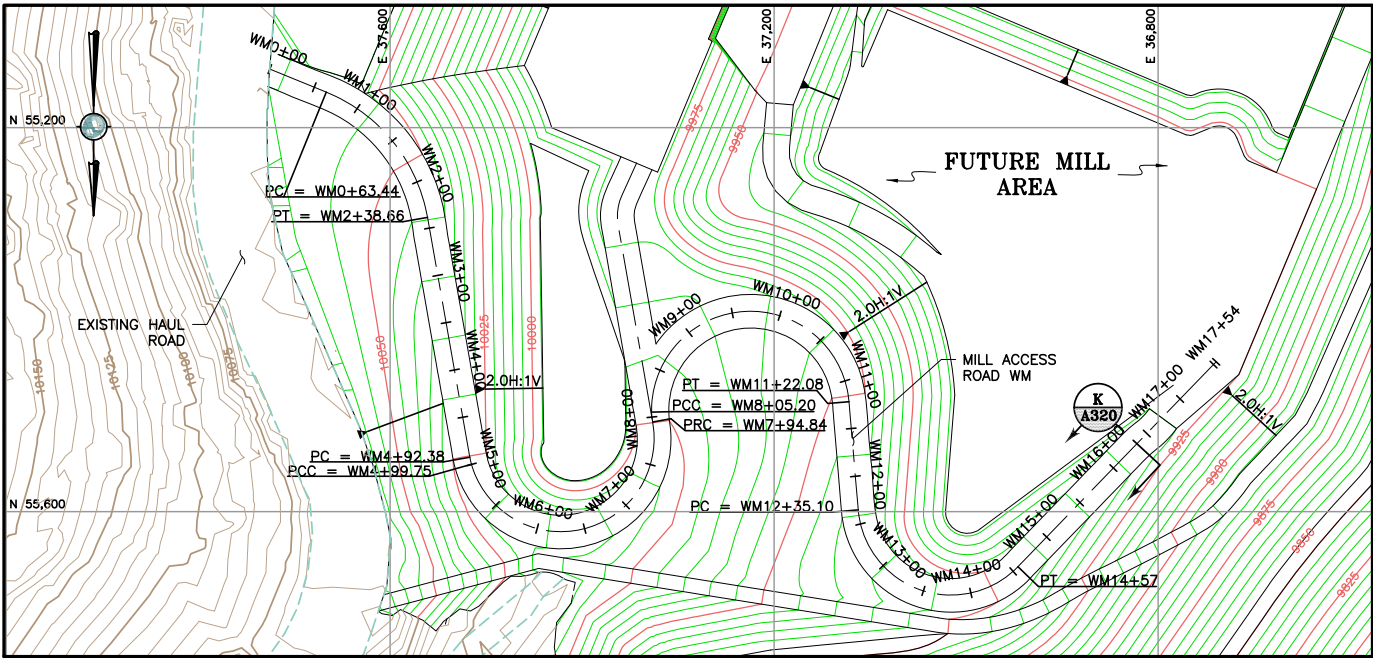 E 37,600
E 37,200
E 36,800
WM0+00
WM1+00
N 55,200
9975
9950
FUTURE MILL
AREA
WM2+00
PC = WM0+63.44
PT = WM2+38.66
WM3+00
EXISTING HAUL
ROAD
10150
10125
10100
10075
10050
10025
10000
WM4+00
2.0H:1V
WM9+00
WM10+00
2.0H:1V
WM11+00
MILL ACCESS
ROAD WM
WM17+54
WM17+00
PT = WM11+22.08
PCC = WM8+05.20
PRC = WM7+94.84
K
A320
2.0H:1V
WM8+00
PC = WM4+92.38
PCC = WM4+99.75
WM5+00
WM6+00
WM7+00
WM12+00
WM16+00
9925
9900
9875
9850
9825
N 55,600
PC = WM12+35.10
WM13+00
WM14+00
WM15+00
PT = WM14+57